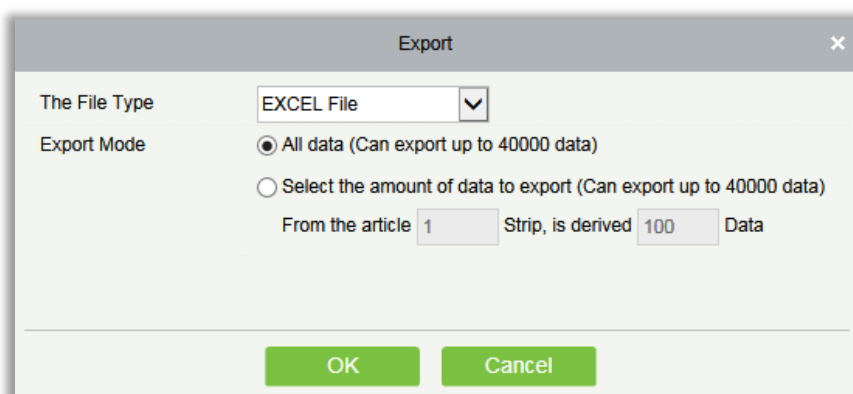 Export
The File Type EXCEL File
Export Mode All data (Can export up to 40000 data)
Select the amount of data to export (Can export up to 40000 data)
From the article 1 Strip, is derived 100 Data
OK Cancel